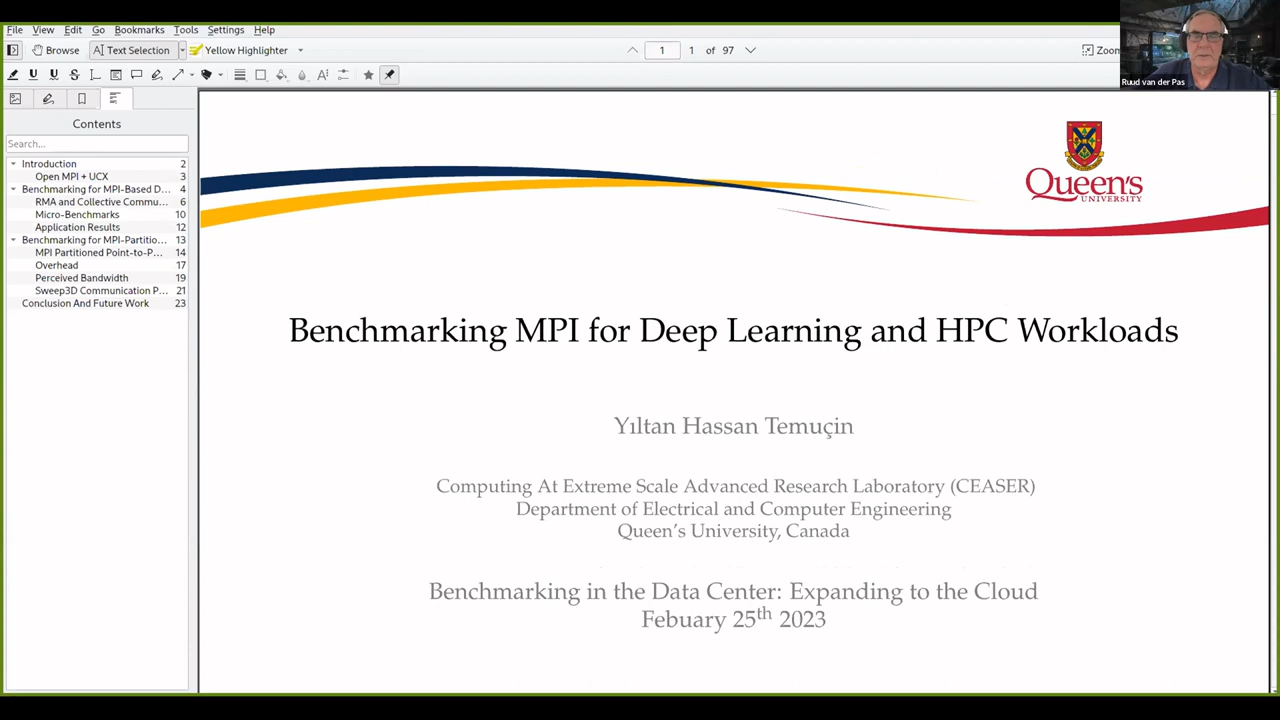 File View Edit Go Bookmarks Tools Settings Help
Browse Text Selection Yellow Highlighter 1 1 of 97 Zoom
Ruud van der Pas
Contents
Search...
Introduction 2
Open MPI + UCX 3
Benchmarking for MPI-Based D... 4
RMA and Collective Commu... 6
Micro-Benchmarks 10
Application Results 12
Benchmarking for MPI-Partitio... 13
MPI Partitioned Point-to-P... 14
Overhead 17
Perceived Bandwidth 19
Sweep3D Communication P... 21
Conclusion And Future Work 23
Queen's
UNIVERSITY
Benchmarking MPI for Deep Learning and HPC Workloads
Yıltan Hassan Temuçin
Computing At Extreme Scale Advanced Research Laboratory (CEASER)
Department of Electrical and Computer Engineering
Queen's University, Canada
Benchmarking in the Data Center: Expanding to the Cloud
Febuary 25th 2023